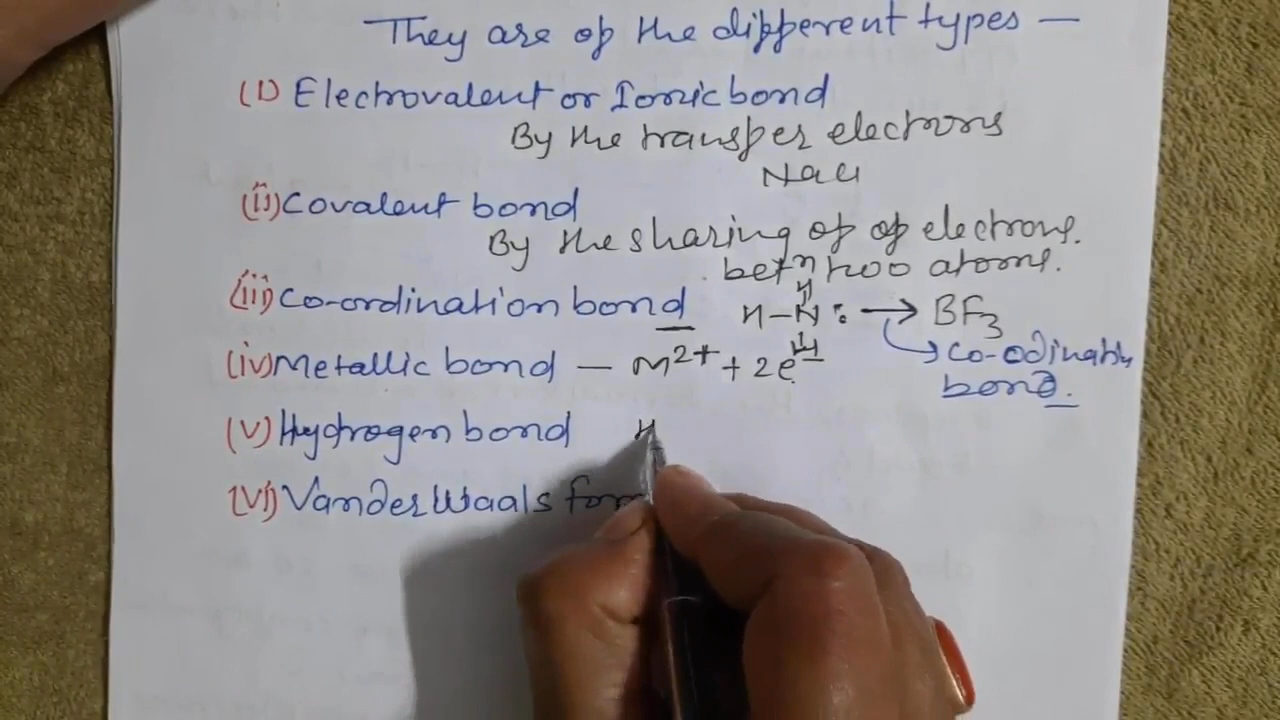 They are of the different types —
(i) Electrovalent or Ionic bond
By the transfer electrons
NaCl
(ii) Covalent bond
By the sharing of of electrons.
betn two atoms.
(iii) Co-ordination bond
H
H—N: → BF3
H
Co-odinably
bond.
(iv) Metallic bond — M2+ + 2e-
(v) Hydrogen bond H
(vi) Vander Waals